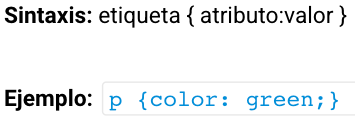 Sintaxis: etiqueta { atributo:valor }
Ejemplo: p {color: green;}